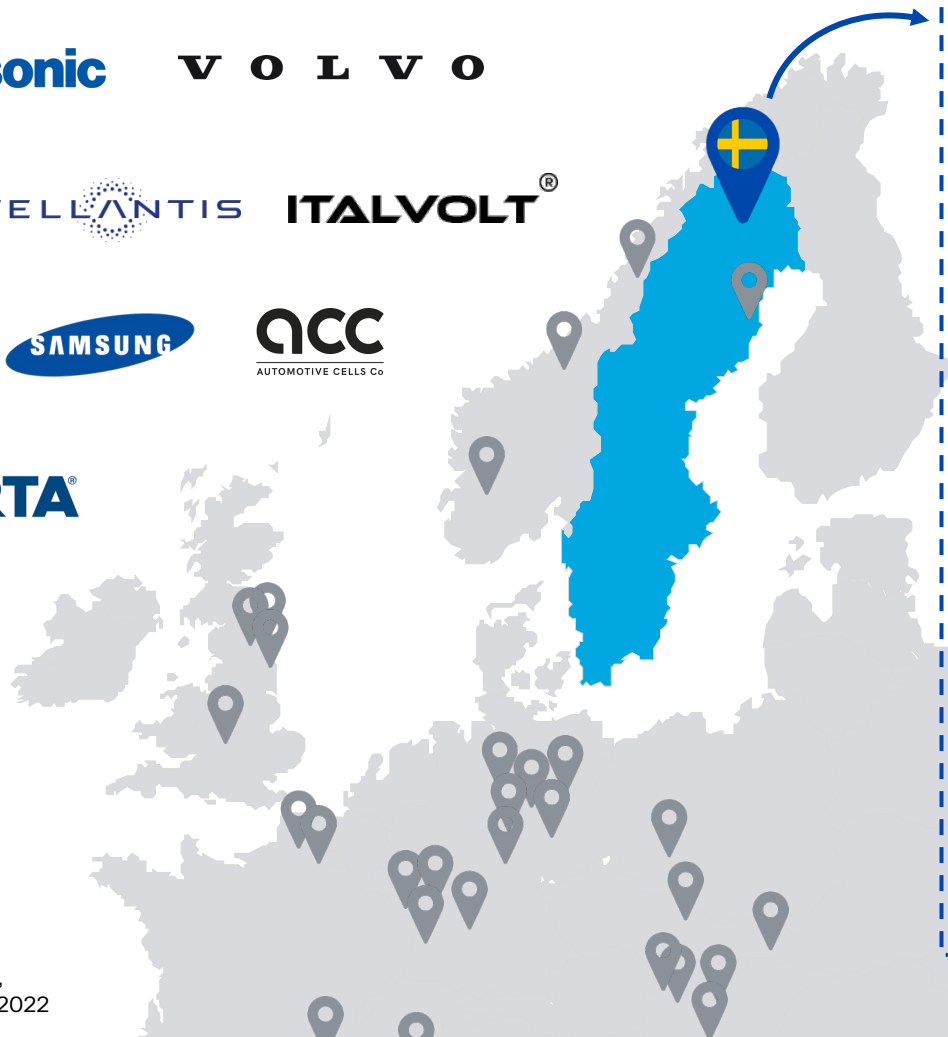 sonic
VOLVO
ELLANTIS
ITALVOLT®
SAMSUNG
acc
AUTOMOTIVE CELLS Co
RTA®
,
2022